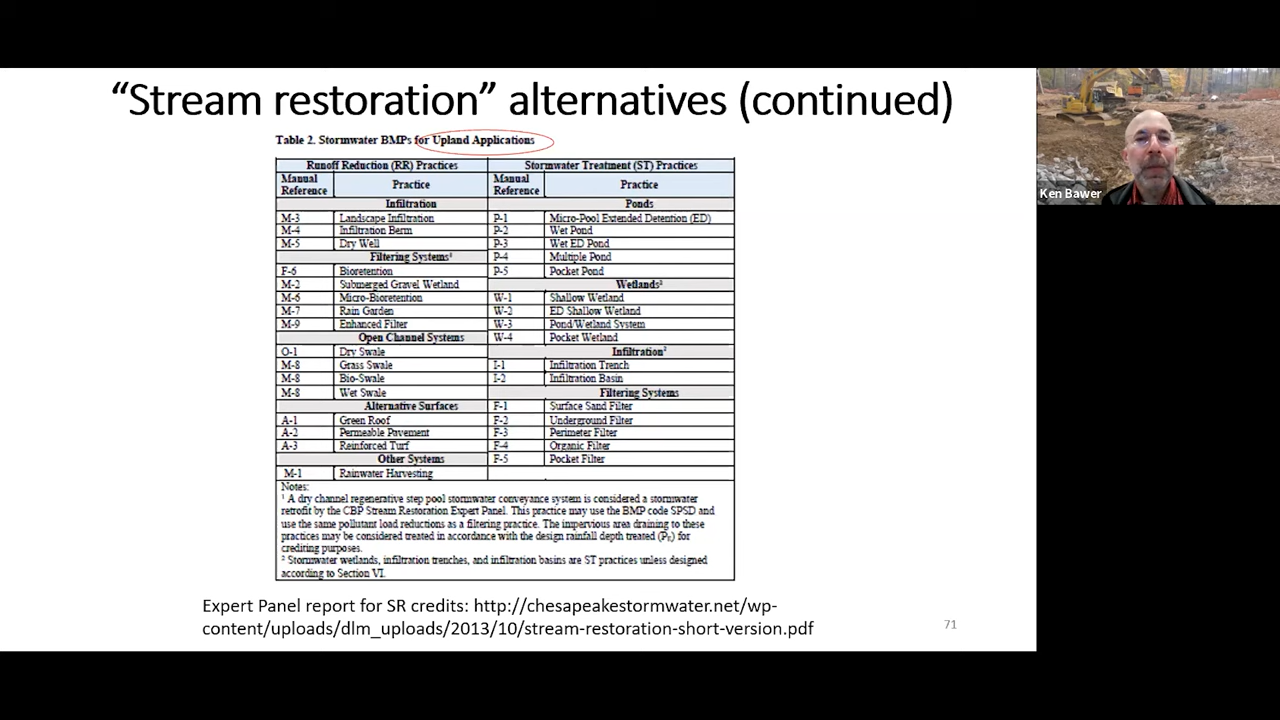 “Stream restoration” alternatives (continued)
Table 2. Stormwater BMPs for Upland Applications
Runoff Reduction (RR) Practices Stormwater Treatment (ST) Practices
Manual Reference Practice Manual Reference Practice
Infiltration Ponds
M-3 Landscape Infiltration P-1 Micro-Pool Extended Detention (ED)
M-4 Infiltration Berm P-2 Wet Pond
M-5 Dry Well P-3 Wet ED Pond
Filtering Systems¹ P-4 Multiple Pond
F-6 Bioretention P-5 Pocket Pond
M-2 Submerged Gravel Wetland Wetlands²
M-6 Micro-Bioretention W-1 Shallow Wetland
M-7 Rain Garden W-2 ED Shallow Wetland
M-9 Enhanced Filter W-3 Pond/Wetland System
Open Channel Systems W-4 Pocket Wetland
O-1 Dry Swale Infiltration²
M-8 Grass Swale I-1 Infiltration Trench
M-8 Bio-Swale I-2 Infiltration Basin
M-8 Wet Swale Filtering Systems
Alternative Surfaces F-1 Surface Sand Filter
A-1 Green Roof F-2 Underground Filter
A-2 Permeable Pavement F-3 Perimeter Filter
A-3 Reinforced Turf F-4 Organic Filter
Other Systems F-5 Pocket Filter
M-1 Rainwater Harvesting
Notes:
¹ A dry channel regenerative step pool stormwater conveyance system is considered a stormwater
retrofit by the CBP Stream Restoration Expert Panel. This practice may use the BMP code SPSD and
use the same pollutant load reductions as a filtering practice. The impervious area draining to these
practices may be considered treated in accordance with the design rainfall depth treated (PE) for
crediting purposes.
² Stormwater wetlands, infiltration trenches, and infiltration basins are ST practices unless designed
according to Section VI.
Expert Panel report for SR credits: http://chesapeakestormwater.net/wp-
content/uploads/dlm_uploads/2013/10/stream-restoration-short-version.pdf
71
Ken Bawer